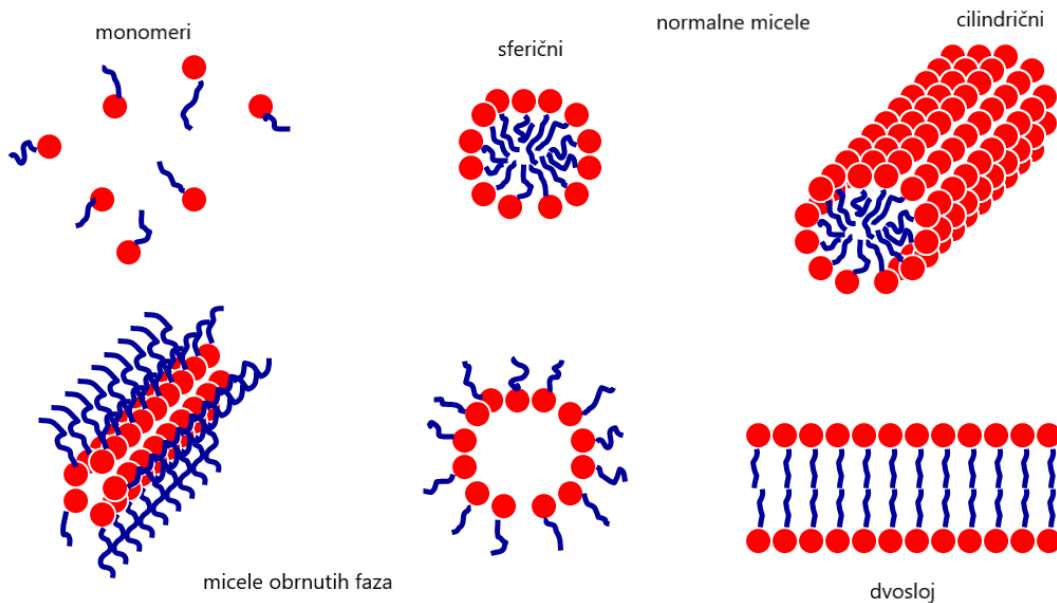 monomeri
sferični
normalne micele
cilindrični
micele obrnutih faza
dvosloj